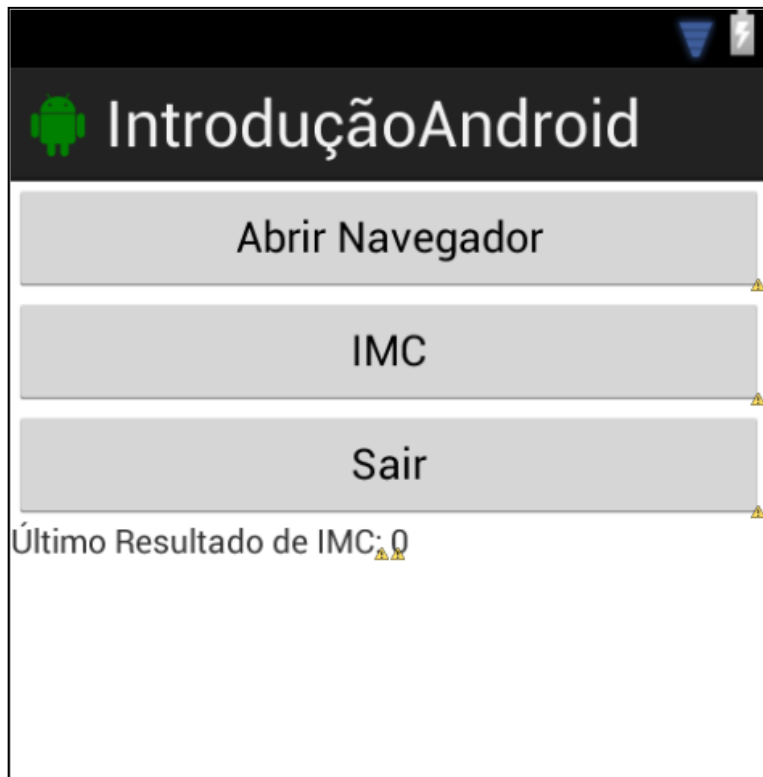 IntroduçãoAndroid
Abrir Navegador
IMC
Sair
Último Resultado de IMC: 0